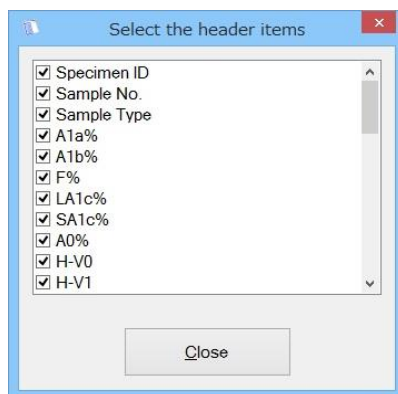 Select the header items
Specimen ID
Sample No.
Sample Type
A1a%
A1b%
F%
LA1c%
SA1c%
A0%
H-V0
H-V1
Close